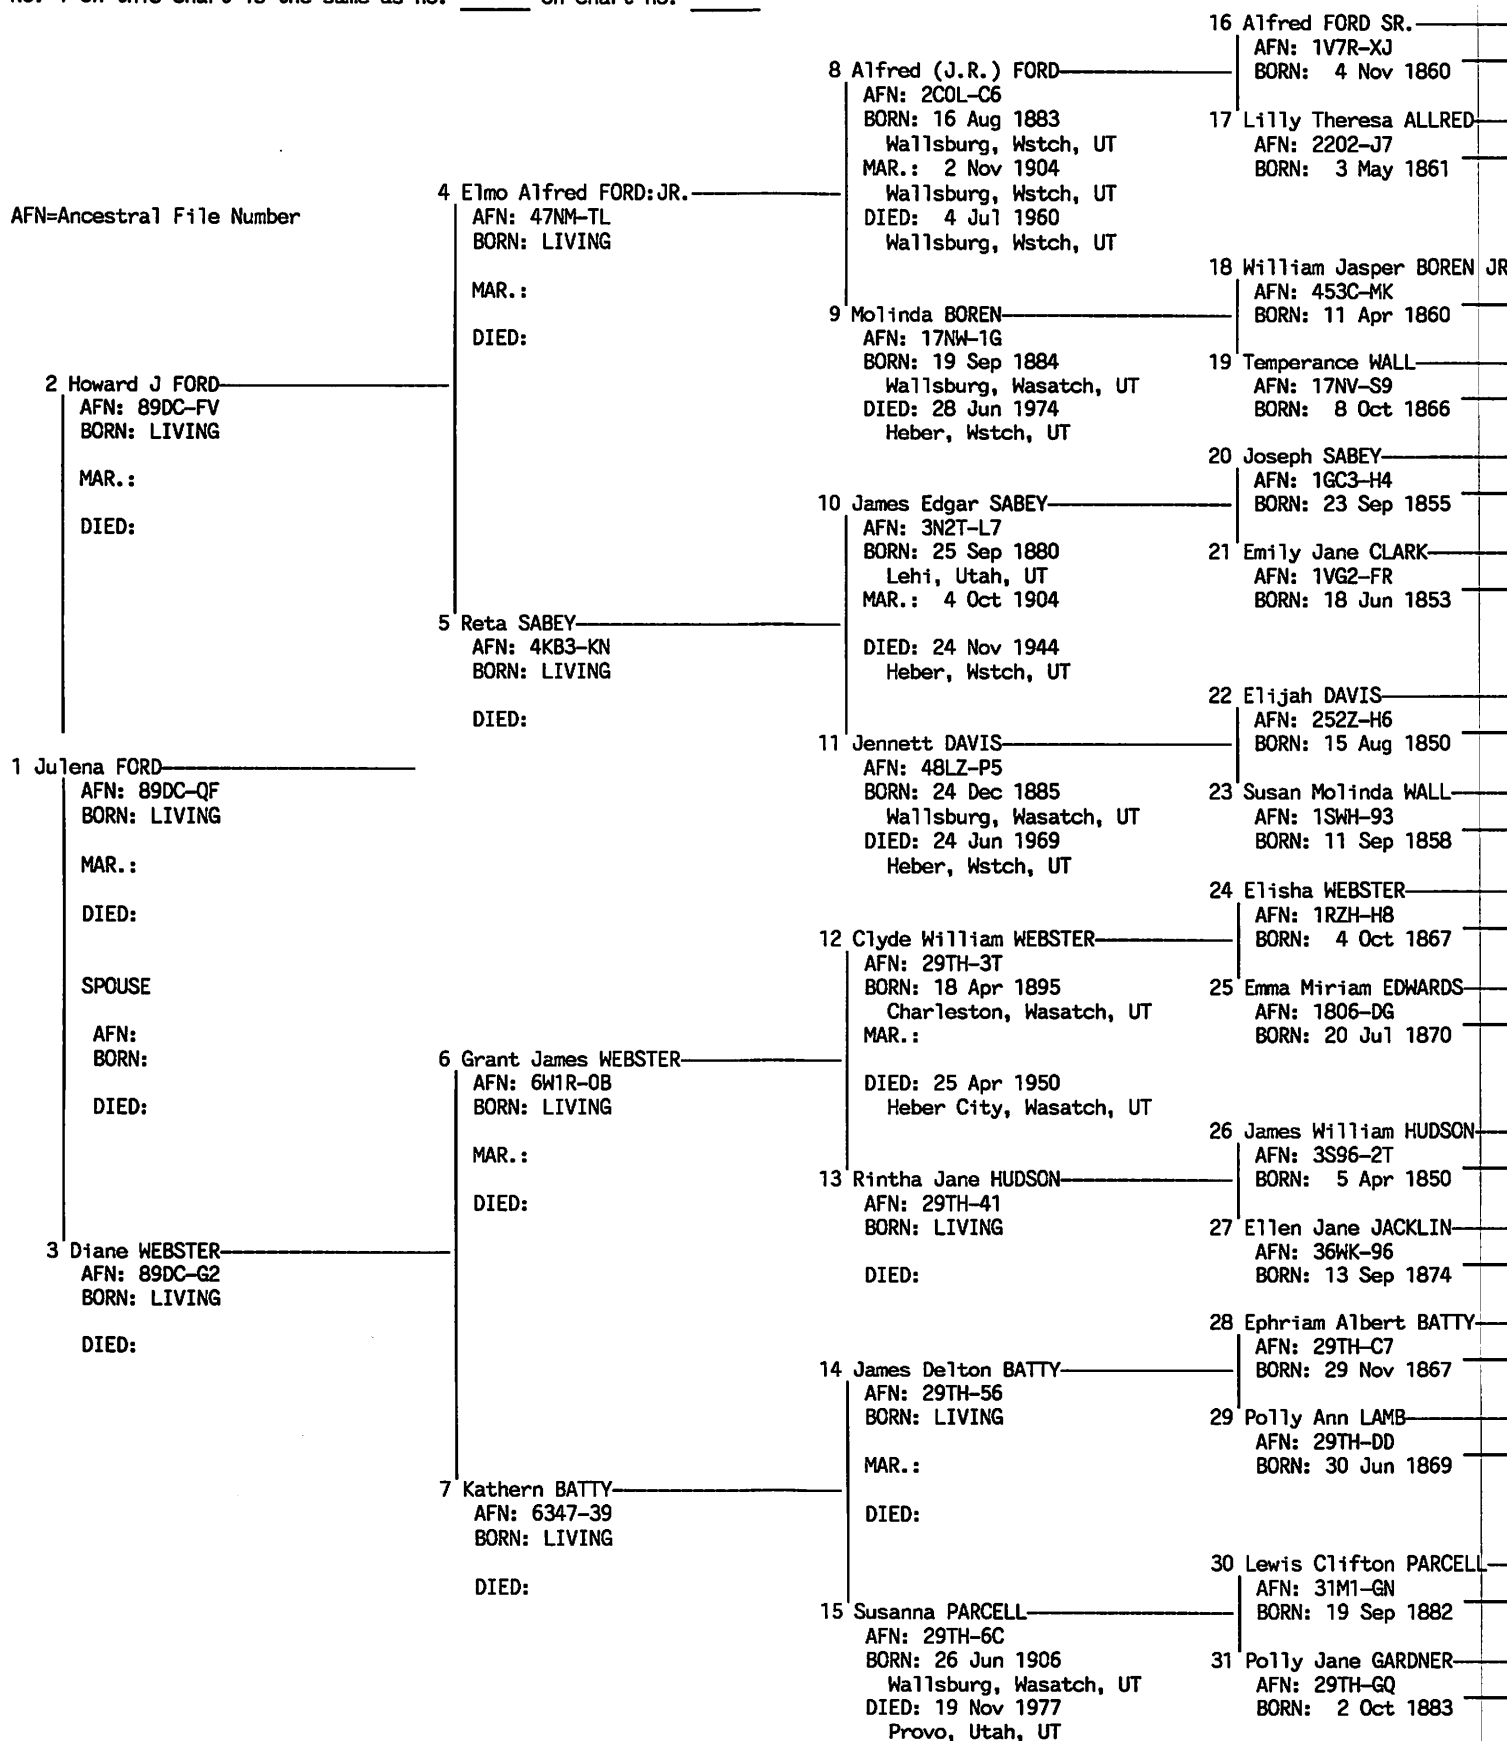 No. 1 on this chart is the same as no. ______ on chart no. ______
AFN=Ancestral File Number
1 Julena FORD
AFN: 89DC-QF
BORN: LIVING
MAR.:
DIED:
SPOUSE
AFN:
BORN:
DIED:
2 Howard J FORD
AFN: 89DC-FV
BORN: LIVING
MAR.:
DIED:
3 Diane WEBSTER
AFN: 89DC-G2
BORN: LIVING
DIED:
4 Elmo Alfred FORD:JR.
AFN: 47NM-TL
BORN: LIVING
MAR.:
DIED:
5 Reta SABEY
AFN: 4KB3-KN
BORN: LIVING
DIED:
6 Grant James WEBSTER
AFN: 6W1R-0B
BORN: LIVING
MAR.:
DIED:
7 Kathern BATTY
AFN: 6347-39
BORN: LIVING
DIED:
8 Alfred (J.R.) FORD
AFN: 2C0L-C6
BORN: 16 Aug 1883
Wallsburg, Wstch, UT
MAR.: 2 Nov 1904
Wallsburg, Wstch, UT
DIED: 4 Jul 1960
Wallsburg, Wstch, UT
9 Molinda BOREN
AFN: 17NW-1G
BORN: 19 Sep 1884
Wallsburg, Wasatch, UT
DIED: 28 Jun 1974
Heber, Wstch, UT
10 James Edgar SABEY
AFN: 3N2T-L7
BORN: 25 Sep 1880
Lehi, Utah, UT
MAR.: 4 Oct 1904
DIED: 24 Nov 1944
Heber, Wstch, UT
11 Jennett DAVIS
AFN: 48LZ-P5
BORN: 24 Dec 1885
Wallsburg, Wasatch, UT
DIED: 24 Jun 1969
Heber, Wstch, UT
12 Clyde William WEBSTER
AFN: 29TH-3T
BORN: 18 Apr 1895
Charleston, Wasatch, UT
MAR.:
DIED: 25 Apr 1950
Heber City, Wasatch, UT
13 Rintha Jane HUDSON
AFN: 29TH-41
BORN: LIVING
DIED:
14 James Delton BATTY
AFN: 29TH-56
BORN: LIVING
MAR.:
DIED:
15 Susanna PARCELL
AFN: 29TH-6C
BORN: 26 Jun 1906
Wallsburg, Wasatch, UT
DIED: 19 Nov 1977
Provo, Utah, UT
16 Alfred FORD SR.
AFN: 1V7R-XJ
BORN: 4 Nov 1860
17 Lilly Theresa ALLRED
AFN: 2202-J7
BORN: 3 May 1861
18 William Jasper BOREN JR
AFN: 453C-MK
BORN: 11 Apr 1860
19 Temperance WALL
AFN: 17NV-S9
BORN: 8 Oct 1866
20 Joseph SABEY
AFN: 1GC3-H4
BORN: 23 Sep 1855
21 Emily Jane CLARK
AFN: 1VG2-FR
BORN: 18 Jun 1853
22 Elijah DAVIS
AFN: 252Z-H6
BORN: 15 Aug 1850
23 Susan Molinda WALL
AFN: 1SWH-93
BORN: 11 Sep 1858
24 Elisha WEBSTER
AFN: 1RZH-H8
BORN: 4 Oct 1867
25 Emma Miriam EDWARDS
AFN: 1806-DG
BORN: 20 Jul 1870
26 James William HUDSON
AFN: 3S96-2T
BORN: 5 Apr 1850
27 Ellen Jane JACKLIN
AFN: 36WK-96
BORN: 13 Sep 1874
28 Ephriam Albert BATTY
AFN: 29TH-C7
BORN: 29 Nov 1867
29 Polly Ann LAMB
AFN: 29TH-DD
BORN: 30 Jun 1869
30 Lewis Clifton PARCELL
AFN: 31M1-GN
BORN: 19 Sep 1882
31 Polly Jane GARDNER
AFN: 29TH-GQ
BORN: 2 Oct 1883